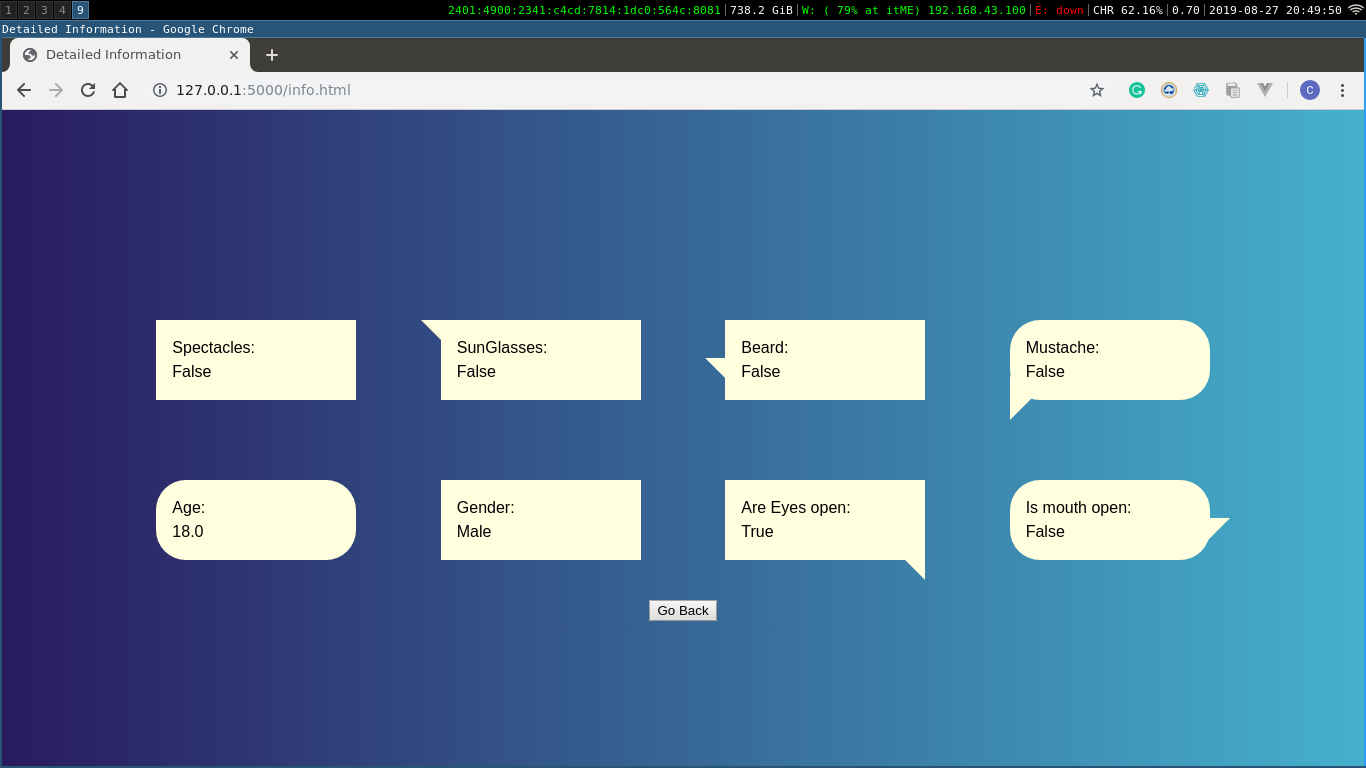 1 2 3 4 9 2401:4900:2341:c4cd:7814:1dc0:564c:8081 738.2 GiB W: ( 79% at itME) 192.168.43.100 E: down CHR 62.16% 0.70 2019-08-27 20:49:50
Detailed Information - Google Chrome
Detailed Information
127.0.0.1:5000/info.html
C
Spectacles:
False
SunGlasses:
False
Beard:
False
Mustache:
False
Age:
18.0
Gender:
Male
Are Eyes open:
True
Is mouth open:
False
Go Back